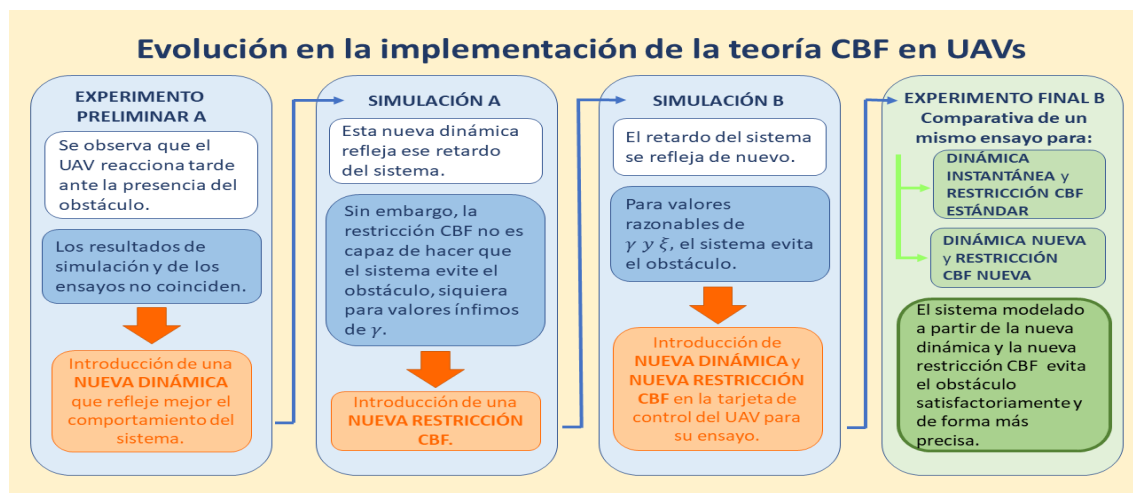 Evolución en la implementación de la teoría CBF en UAVs
EXPERIMENTO
PRELIMINAR A
Se observa que el
UAV reacciona tarde
ante la presencia del
obstáculo.
Los resultados de
simulación y de los
ensayos no coinciden.
Introducción de una
NUEVA DINÁMICA
que refleje mejor el
comportamiento del
sistema.
SIMULACIÓN A
Esta nueva dinámica
refleja ese retardo
del sistema.
Sin embargo, la
restricción CBF no es
capaz de hacer que
el sistema evite el
obstáculo, siquiera
para valores ínfimos
de γ.
Introducción de una
NUEVA RESTRICCIÓN
CBF.
SIMULACIÓN B
El retardo del sistema
se refleja de nuevo.
Para valores
razonables de
γ y ξ, el sistema evita
el obstáculo.
Introducción de
NUEVA DINÁMICA y
NUEVA RESTRICCIÓN
CBF en la tarjeta de
control del UAV para
su ensayo.
EXPERIMENTO FINAL B
Comparativa de un
mismo ensayo para:
DINÁMICA
INSTANTÁNEA y
RESTRICCIÓN CBF
ESTÁNDAR
DINÁMICA NUEVA
y RESTRICCIÓN
CBF NUEVA
El sistema modelado
a partir de la nueva
dinámica y la nueva
restricción CBF evita
el obstáculo
satisfactoriamente y
de forma más
precisa.